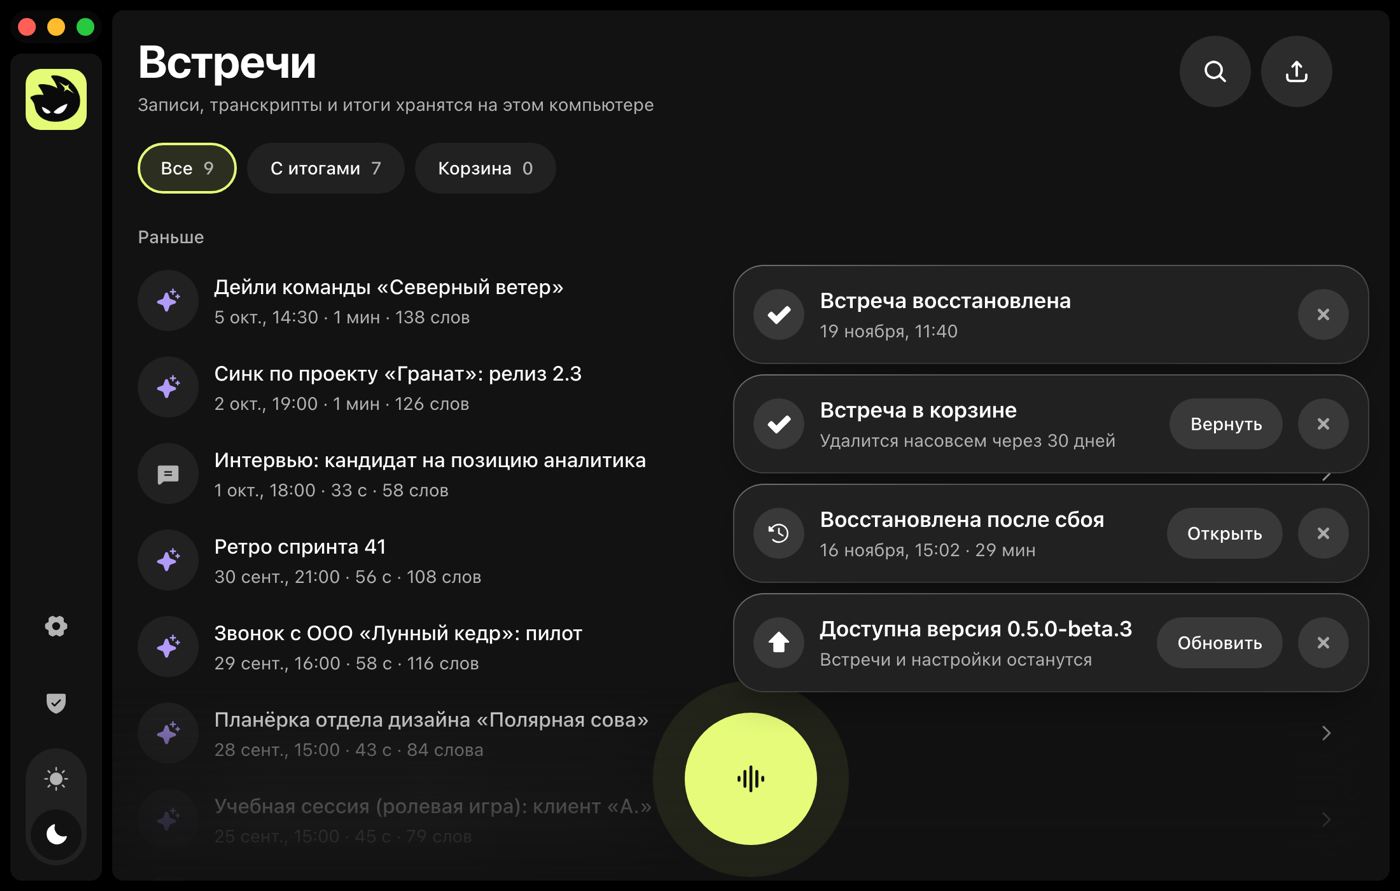 Встречи
Записи, транскрипты и итоги хранятся на этом компьютере
Все 9
С итогами 7
Корзина 0
Раньше
Дейли команды «Северный ветер»
5 окт., 14:30 · 1 мин · 138 слов
Синк по проекту «Гранат»: релиз 2.3
2 окт., 19:00 · 1 мин · 126 слов
Интервью: кандидат на позицию аналитика
1 окт., 18:00 · 33 с · 58 слов
Ретро спринта 41
30 сент., 21:00 · 56 с · 108 слов
Звонок с ООО «Лунный кедр»: пилот
29 сент., 16:00 · 58 с · 116 слов
Планёрка отдела дизайна «Полярная сова»
28 сент., 15:00 · 43 с · 84 слова
Учебная сессия (ролевая игра): клиент «А.»
25 сент., 15:00 · 45 с · 79 слов
Встреча восстановлена
19 ноября, 11:40
Встреча в корзине
Удалится насовсем через 30 дней
Вернуть
Восстановлена после сбоя
16 ноября, 15:02 · 29 мин
Открыть
Доступна версия 0.5.0-beta.3
Встречи и настройки останутся
Обновить